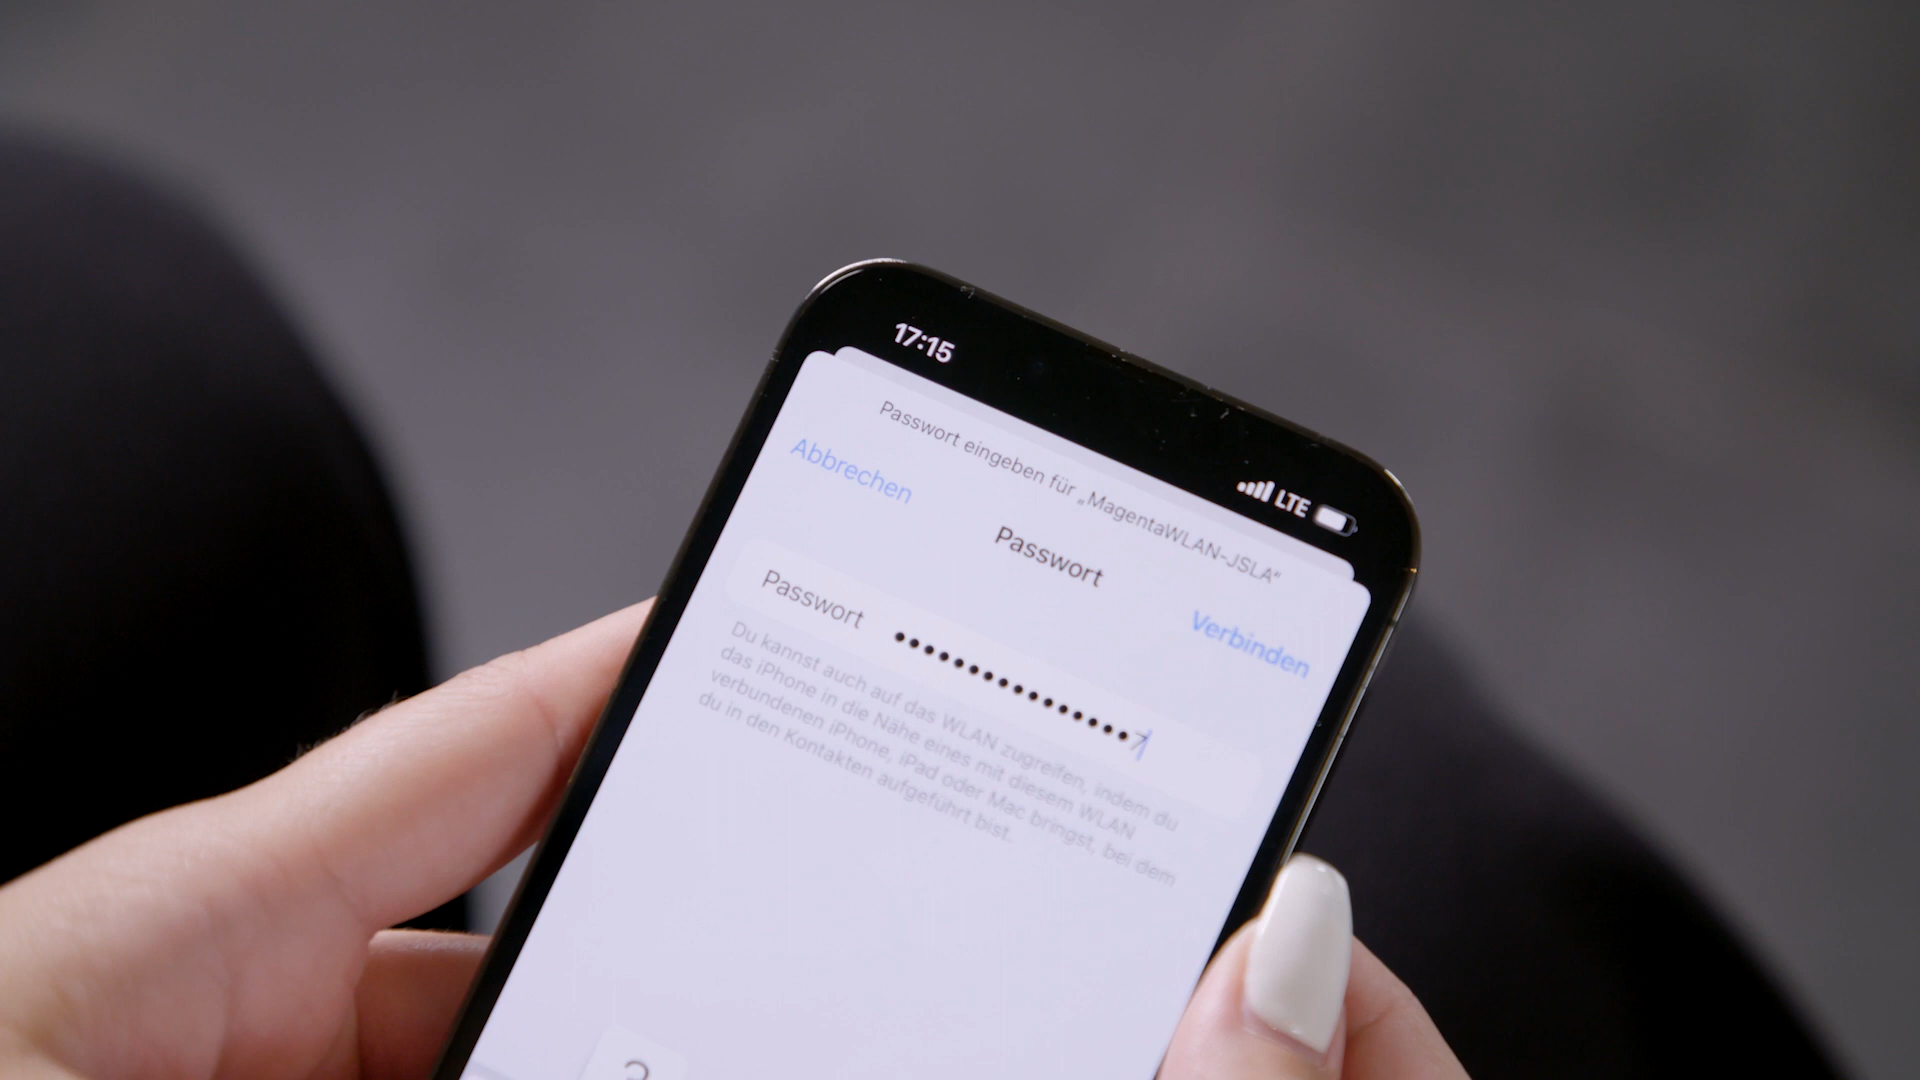 17:15
LTE
Passwort eingeben für „MagentaWLAN-JSLA“
Abbrechen
Passwort
Verbinden
Passwort ••••••••••••••••7
Du kannst auch auf das WLAN zugreifen, indem du
das iPhone in die Nähe eines mit diesem WLAN
verbundenen iPhone, iPad oder Mac bringst, bei dem
du in den Kontakten aufgeführt bist.